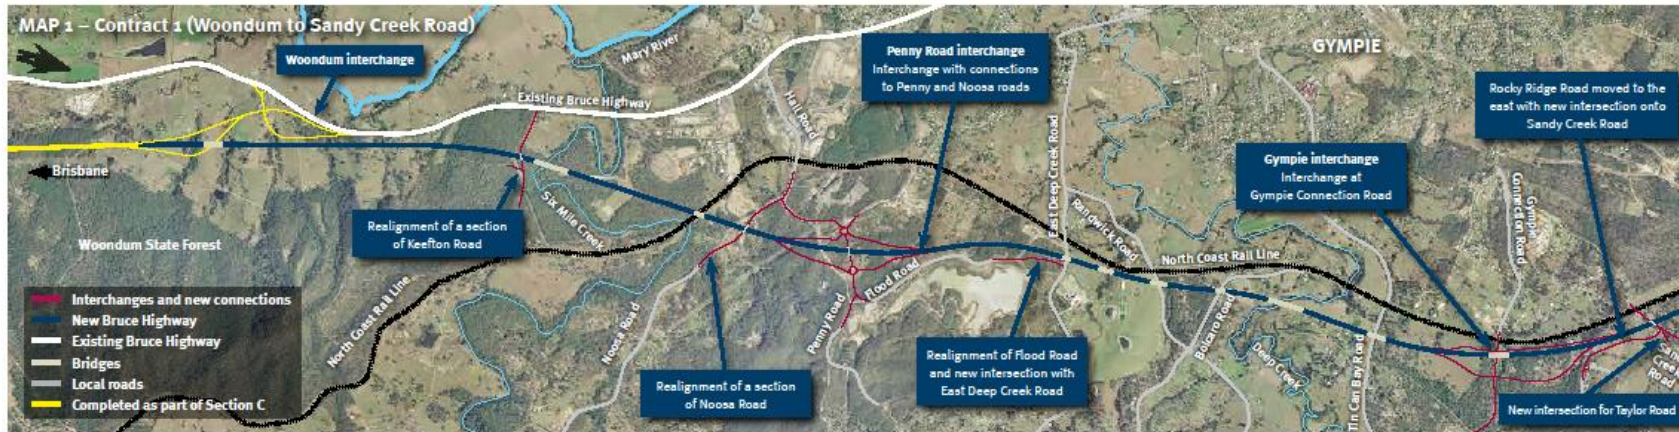 MAP 1 – Contract 1 (Woondum to Sandy Creek Road)
Woondum interchange
Mary River
Existing Bruce Highway
Hall Road
Penny Road interchange
Interchange with connections
to Penny and Noosa roads
GYMPIE
Rocky Ridge Road moved to the
east with new intersection onto
Sandy Creek Road
Gympie interchange
Interchange at
Gympie Connection Road
Gympie
Connection Road
Brisbane
Realignment of a section
of Keefton Road
Six Mile Creek
East Deep Creek Road
Randwick Road
North Coast Rail Line
Woondum State Forest
Interchanges and new connections
New Bruce Highway
Existing Bruce Highway
Bridges
Local roads
Completed as part of Section C
North Coast Rail Line
Noosa Road
Realignment of a section
of Noosa Road
Penny Road
Flood Road
Realignment of Flood Road
and new intersection with
East Deep Creek Road
Bolcaro Road
Deep Creek
Tin Can Bay Road
Creek
Road
New intersection for Taylor Road